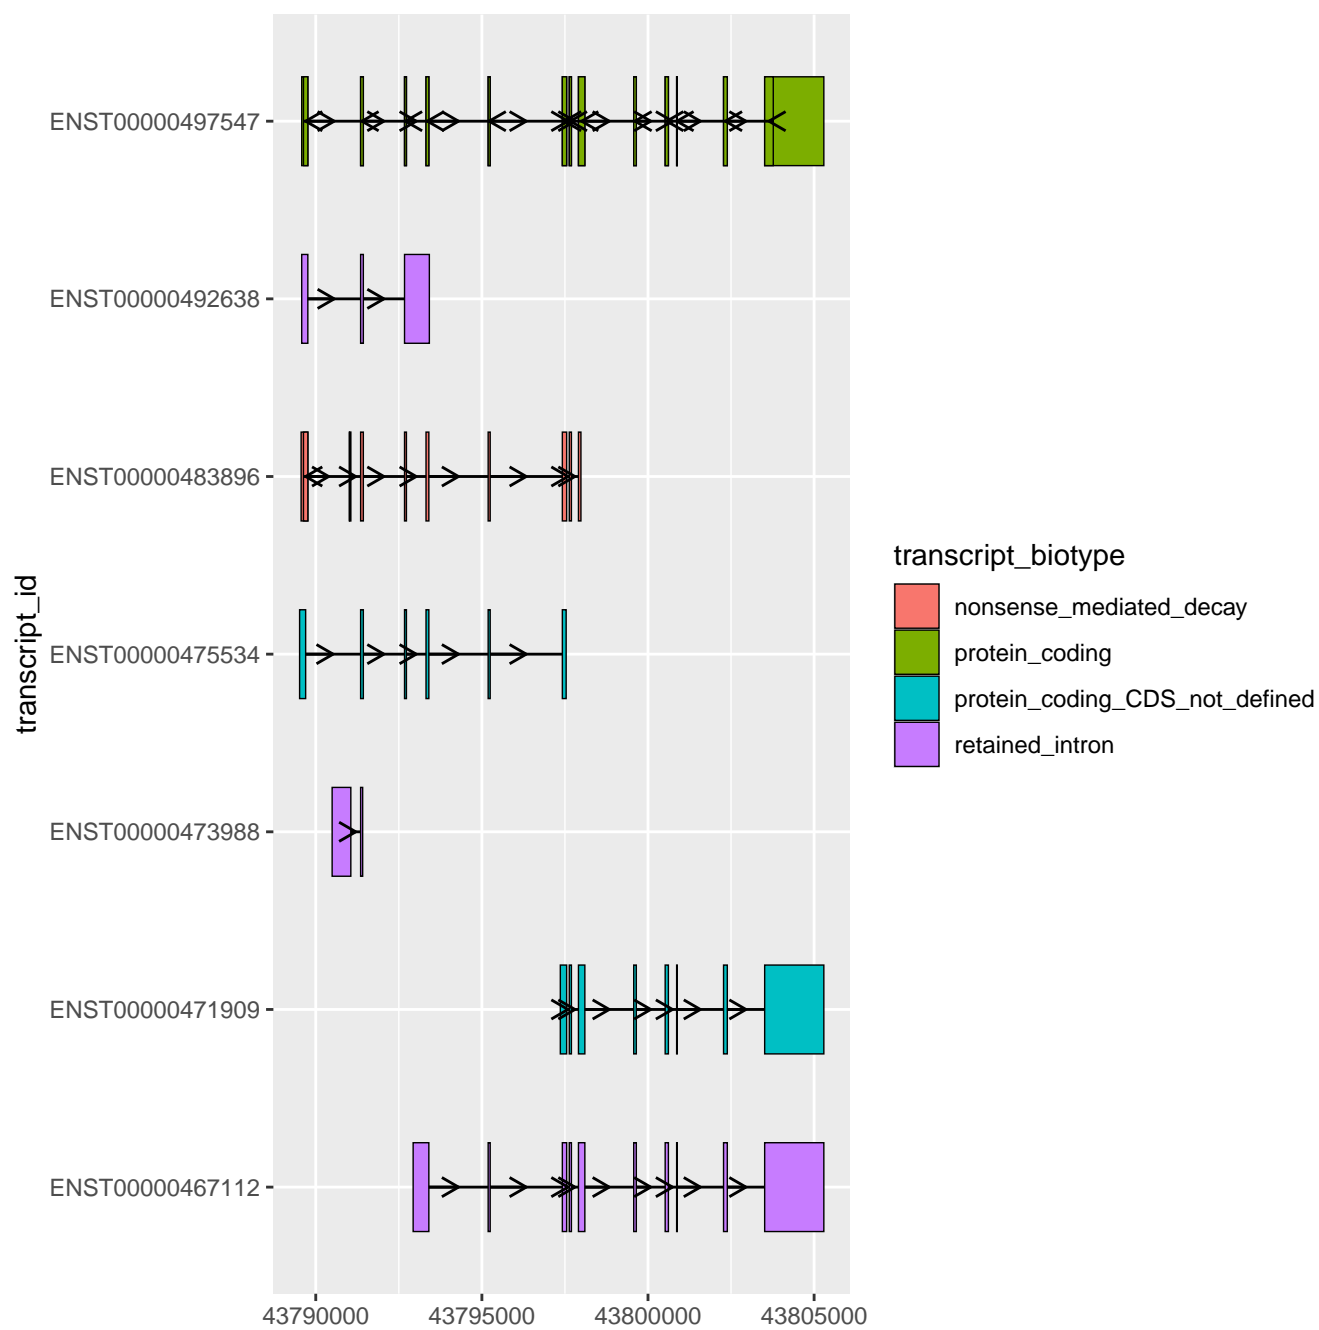 transcript_id
ENST00000497547
ENST00000492638
ENST00000483896
ENST00000475534
ENST00000473988
ENST00000471909
ENST00000467112
43790000 43795000 43800000 43805000
transcript_biotype
nonsense_mediated_decay
protein_coding
protein_coding_CDS_not_defined
retained_intron